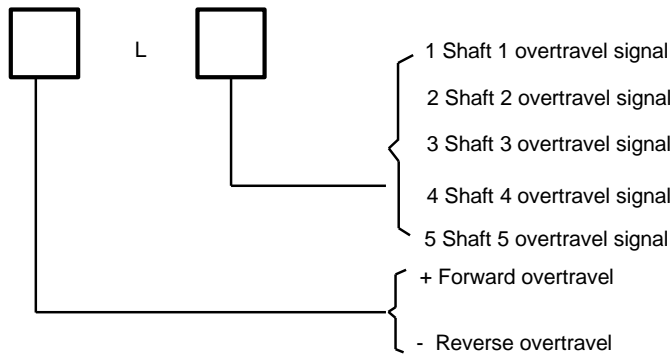 L
1 Shaft 1 overtravel signal
2 Shaft 2 overtravel signal
3 Shaft 3 overtravel signal
4 Shaft 4 overtravel signal
5 Shaft 5 overtravel signal
+ Forward overtravel
- Reverse overtravel